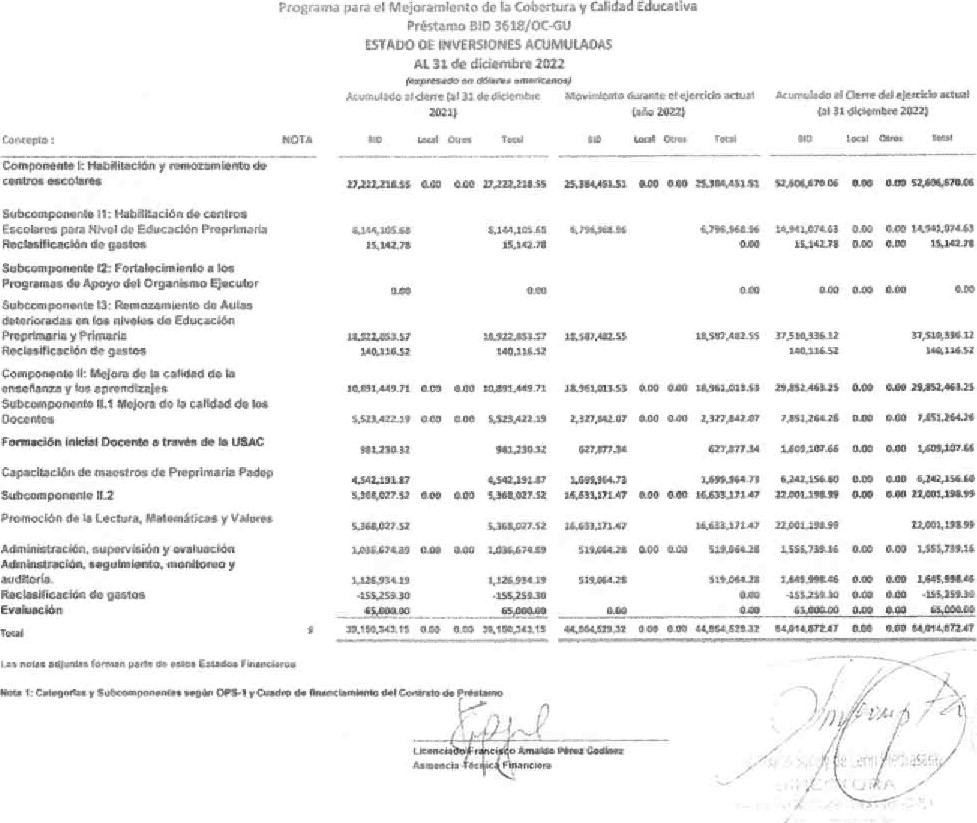 Programa para el Mejoramiento de la Cobertura y Calidad Educativa
Préstamo BID 3618/OC-GU
ESTADO DE INVERSIONES ACUMULADAS
AL 31 de diciembre 2022
(expresado en dólares americanos)
Acumulado al cierre (al 31 de diciembre 2021) Movimiento durante el ejercicio actual (año 2022) Acumulado al Cierre del ejercicio actual (al 31 diciembre 2022)
Concepto : NOTA BID Local Otros Total BID Local Otros Total BID Local Otros Total
Componente I: Habilitación y remozamiento de
centros escolares 27,222,218.55 0.00 0.00 27,222,218.55 25,384,451.51 0.00 0.00 25,384,451.51 52,606,670.06 0.00 0.00 52,606,670.06
Subcomponente I1: Habilitación de centros
Escolares para Nivel de Educación Preprimaria 8,144,105.68 8,144,105.68 6,796,968.96 6,796,968.96 14,941,074.63 0.00 0.00 14,941,074.63
Reclasificación de gastos 15,142.78 15,142.78 0.00 15,142.78 0.00 0.00 15,142.78
Subcomponente I2: Fortalecimiento a los
Programas de Apoyo del Organismo Ejecutor 0.00 0.00 0.00 0.00 0.00 0.00 0.00
Subcomponente I3: Remozamiento de Aulas
deterioradas en los niveles de Educación
Preprimaria y Primaria 18,922,853.57 18,922,853.57 18,587,482.55 18,587,482.55 37,510,336.12 37,510,336.12
Reclasificación de gastos 140,116.52 140,116.52 140,116.52 140,116.52
Componente II: Mejora de la calidad de la
enseñanza y los aprendizajes 10,891,449.71 0.00 0.00 10,891,449.71 18,961,013.53 0.00 0.00 18,961,013.53 29,852,463.25 0.00 0.00 29,852,463.25
Subcomponente II.1 Mejora de la calidad de los
Docentes 5,523,422.19 0.00 0.00 5,523,422.19 2,327,842.07 0.00 0.00 2,327,842.07 7,851,264.26 0.00 0.00 7,851,264.26
Formación inicial Docente a través de la USAC 981,230.32 981,230.32 627,877.34 627,877.34 1,609,107.66 0.00 0.00 1,609,107.66
Capacitación de maestros de Preprimaria Padep 4,542,191.87 4,542,191.87 1,699,964.73 1,699,964.73 6,242,156.60 0.00 0.00 6,242,156.60
Subcomponente II.2 5,368,027.52 0.00 0.00 5,368,027.52 16,633,171.47 0.00 0.00 16,633,171.47 22,001,198.99 0.00 0.00 22,001,198.99
Promoción de la Lectura, Matemáticas y Valores 5,368,027.52 5,368,027.52 16,633,171.47 16,633,171.47 22,001,198.99 22,001,198.99
Administración, supervisión y evaluación 1,036,674.89 0.00 0.00 1,036,674.89 519,064.28 0.00 0.00 519,064.28 1,555,739.16 0.00 0.00 1,555,739.16
Adminstración, seguimiento, monitoreo y
auditoría. 1,126,934.19 1,126,934.19 519,064.28 519,064.28 1,645,998.46 0.00 0.00 1,645,998.46
Reclasificación de gastos -155,259.30 -155,259.30 0.00 -155,259.30 0.00 0.00 -155,259.30
Evaluación 65,000.00 65,000.00 0.00 0.00 65,000.00 0.00 0.00 65,000.00
Total $ 39,150,343.15 0.00 0.00 39,150,343.15 44,864,529.32 0.00 0.00 44,864,529.32 84,014,872.47 0.00 0.00 84,014,872.47
Las notas adjuntas forman parte de estos Estados Financieros
Nota 1: Categorías y Subcomponentes según OPS-1 y Cuadro de financiamiento del Contrato de Préstamo
Licenciado Francisco Arnaldo Pérez Godínez
Asistencia Técnica Financiera